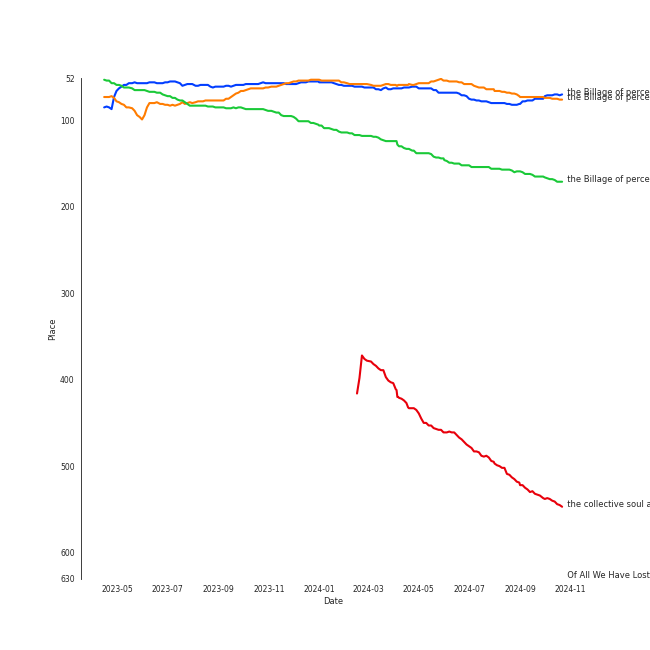 52
the Billage of perce
the Billage of perce
100
the Billage of perce
200
300
Place
400
500
the collective soul a
600
Of All We Have Lost
630
2023-05 2023-07 2023-09 2023-11 2024-01 2024-03 2024-05 2024-07 2024-09 2024-11
Date